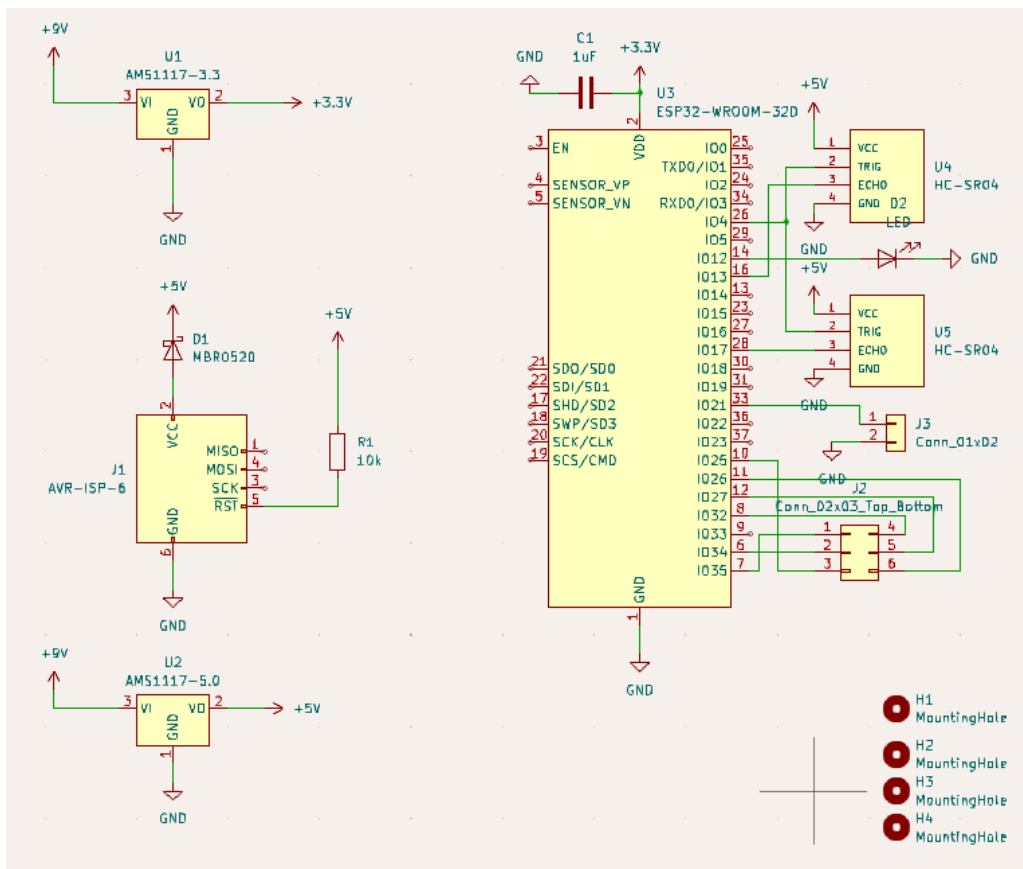 +9V
U1
AMS1117-3.3
3 VI VO 2
GND
1
+3.3V
GND
+5V
D1
MBR0520
+5V
2
VCC
J1
AVR-ISP-6
MISO 1
MOSI 4
SCK 3
RST 5
GND
6
R1
10k
GND
+9V
U2
AMS1117-5.0
3 VI VO 2
GND
1
+5V
GND
GND
C1
1uF
+3.3V
U3
ESP32-WROOM-32D
2
VDD
3 EN
4 SENSOR_VP
5 SENSOR_VN
21 SDO/SD0
22 SDI/SD1
17 SHD/SD2
18 SWP/SD3
20 SCK/CLK
19 SCS/CMD
IO0 25
TXD0/IO1 35
IO2 24
RXD0/IO3 34
IO4 26
IO5 29
IO12 14
IO13 16
IO14 13
IO15 23
IO16 27
IO17 28
IO18 30
IO19 31
IO21 33
IO22 36
IO23 37
IO25 10
IO26 11
IO27 12
IO32 8
IO33 9
IO34 6
IO35 7
GND
1
GND
+5V
1 VCC
2 TRIG
3 ECHO
4 GND
U4
HC-SR04
GND
D2
LED
GND
+5V
1 VCC
2 TRIG
3 ECHO
4 GND
U5
HC-SR04
GND
1
2
J3
Conn_01x02
GND
J2
Conn_02x03_Top_Bottom
1 4
2 5
3 6
H1
MountingHole
H2
MountingHole
H3
MountingHole
H4
MountingHole